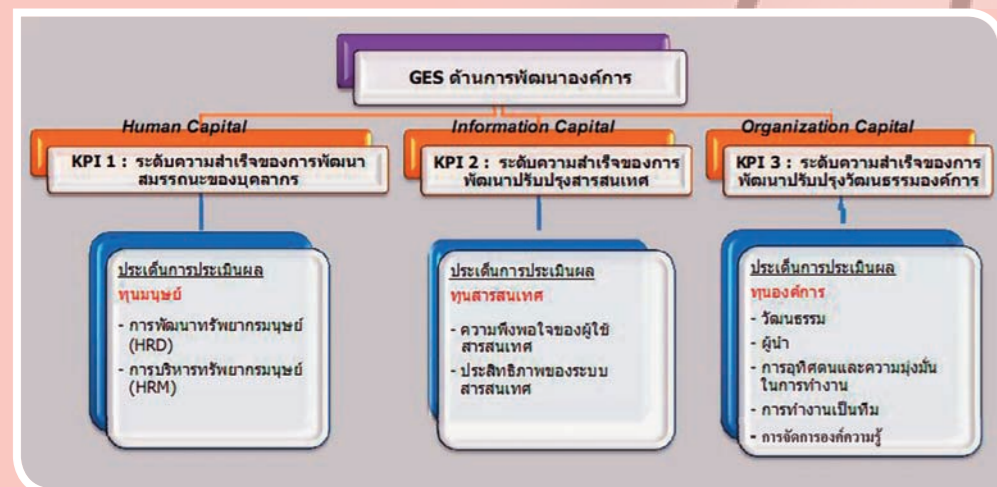 GES ด้านการพัฒนาองค์การ
Human Capital
KPI 1 : ระดับความสำเร็จของการพัฒนา
สมรรถนะของบุคลากร
ประเด็นการประเมินผล
ทุนมนุษย์
- การพัฒนาทรัพยากรมนุษย์
(HRD)
- การบริหารทรัพยากรมนุษย์
(HRM)
Information Capital
KPI 2 : ระดับความสำเร็จของการ
พัฒนาปรับปรุงสารสนเทศ
ประเด็นการประเมินผล
ทุนสารสนเทศ
- ความพึงพอใจของผู้ใช้
สารสนเทศ
- ประสิทธิภาพของระบบ
สารสนเทศ
Organization Capital
KPI 3 : ระดับความสำเร็จของการ
พัฒนาปรับปรุงวัฒนธรรมองค์การ
ประเด็นการประเมินผล
ทุนองค์การ
- วัฒนธรรม
- ผู้นำ
- การอุทิศตนและความมุ่งมั่น
ในการทำงาน
- การทำงานเป็นทีม
- การจัดการองค์ความรู้